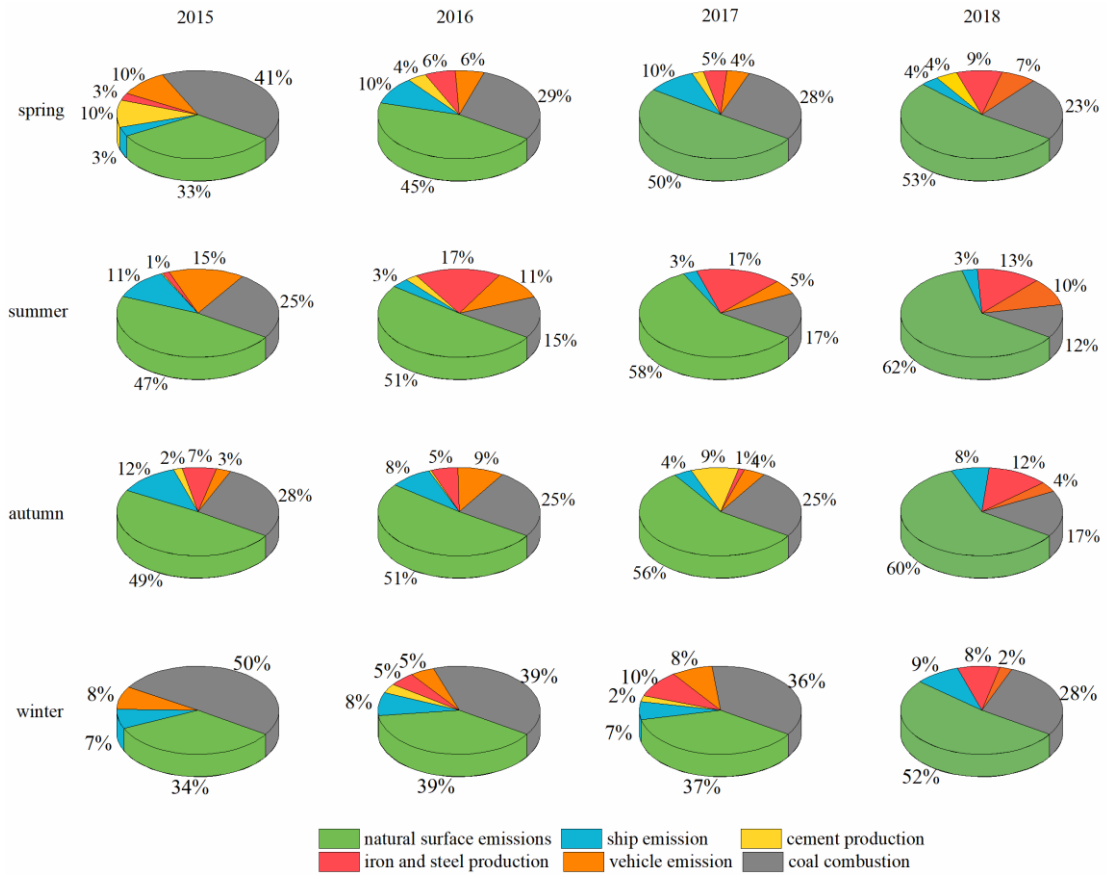 2015 2016 2017 2018
spring
10% 41% 3% 10% 3% 33%
10% 4% 6% 6% 29% 45%
10% 5% 4% 28% 50%
4% 4% 9% 7% 23% 53%
summer
11% 1% 15% 25% 47%
3% 17% 11% 15% 51%
3% 17% 5% 17% 58%
3% 13% 10% 12% 62%
autumn
12% 2% 7% 3% 28% 49%
8% 5% 9% 25% 51%
4% 9% 1% 4% 25% 56%
8% 12% 4% 17% 60%
winter
8% 50% 7% 34%
8% 5% 5% 39% 39%
7% 2% 10% 8% 36% 37%
9% 8% 2% 28% 52%
natural surface emissions ship emission cement production
iron and steel production vehicle emission coal combustion